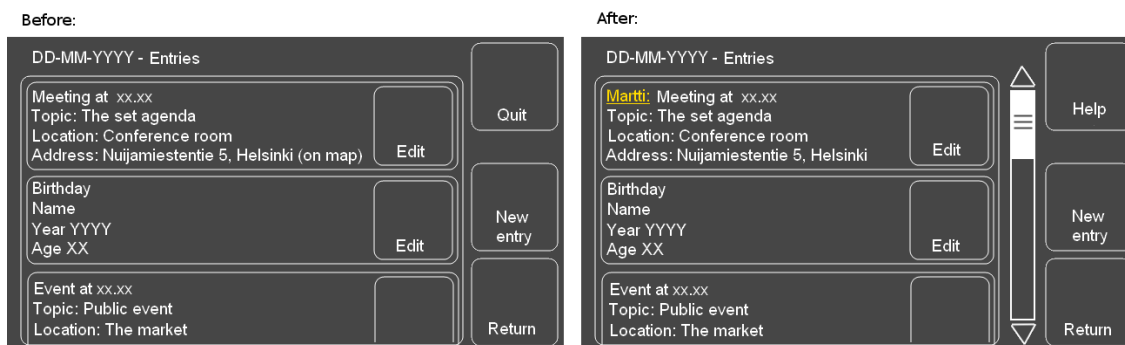 Before:
DD-MM-YYYY - Entries
Meeting at xx.xx
Topic: The set agenda
Location: Conference room
Address: Nuijamiestentie 5, Helsinki (on map)
Edit
Birthday
Name
Year YYYY
Age XX
Edit
Event at xx.xx
Topic: Public event
Location: The market
Quit
New
entry
Return
After:
DD-MM-YYYY - Entries
Martti: Meeting at xx.xx
Topic: The set agenda
Location: Conference room
Address: Nuijamiestentie 5, Helsinki
Edit
Birthday
Name
Year YYYY
Age XX
Edit
Event at xx.xx
Topic: Public event
Location: The market
Help
New
entry
Return